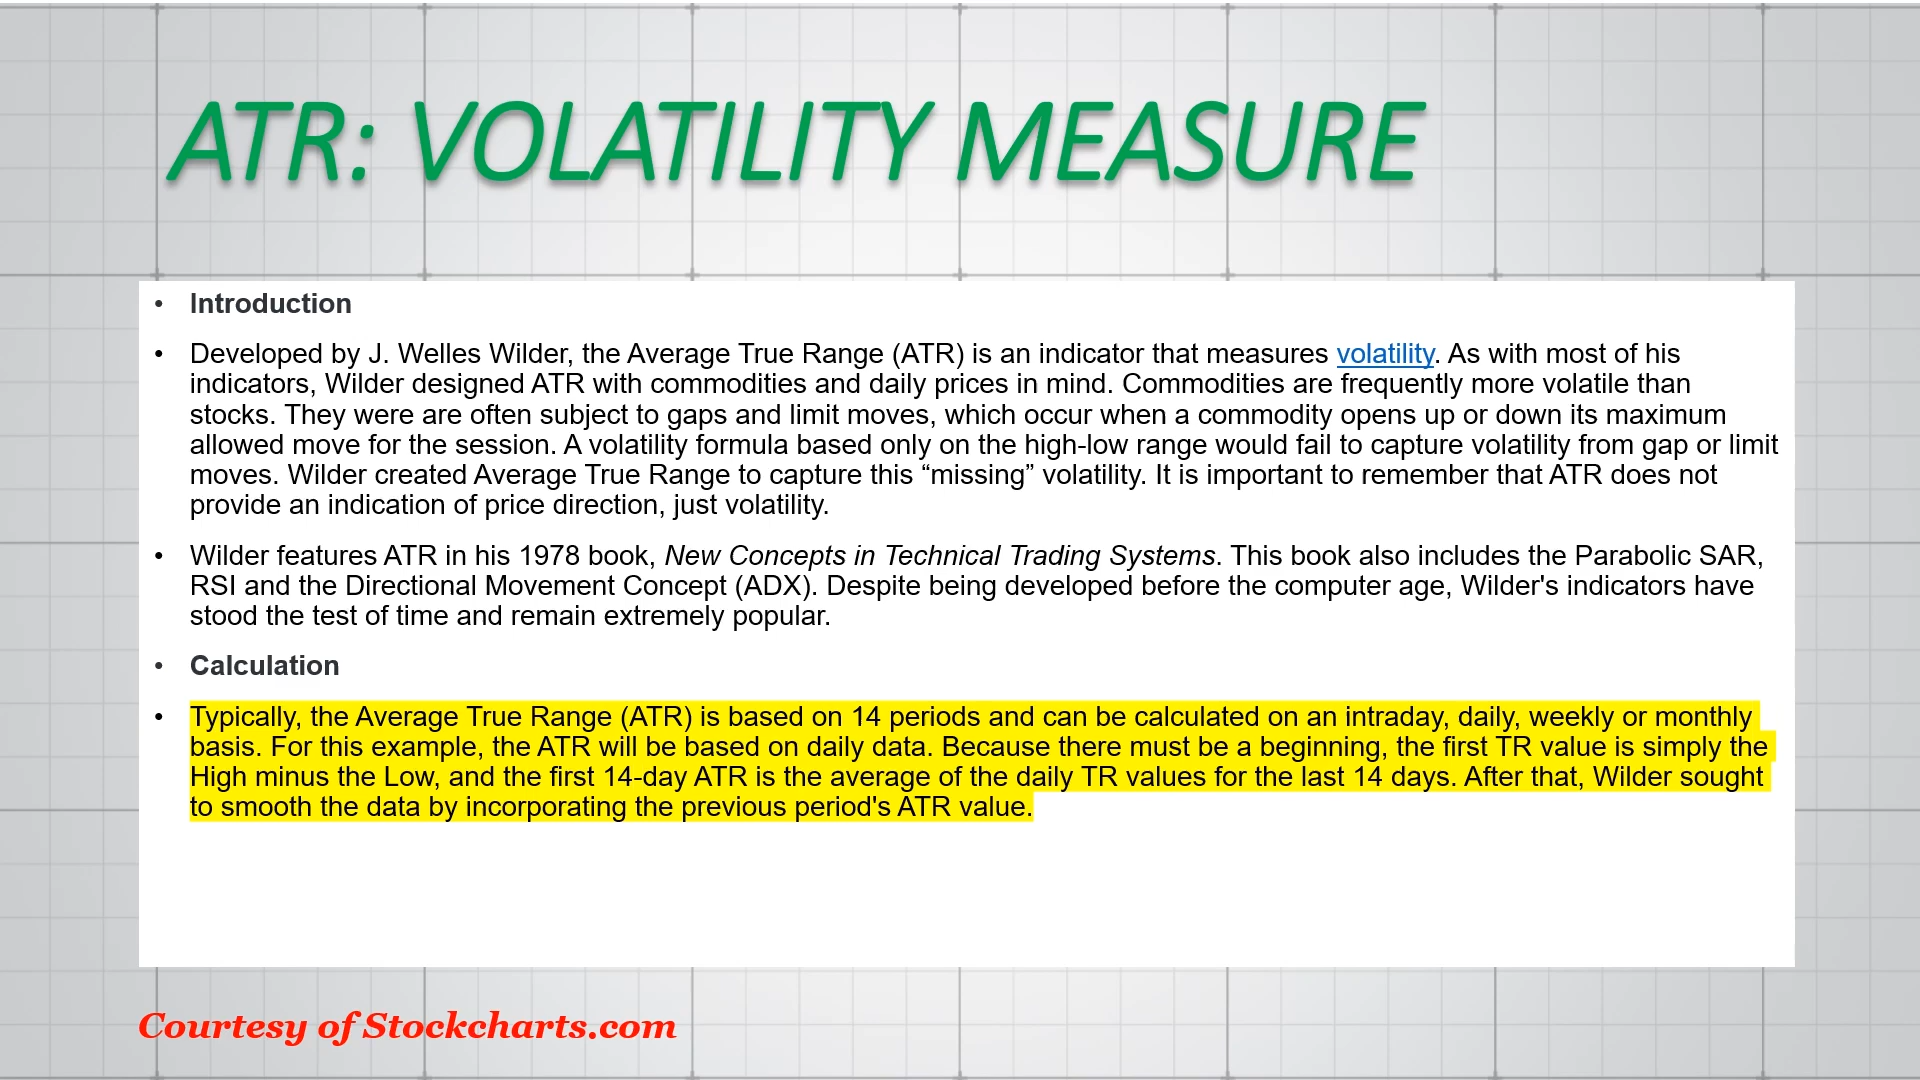 ATR: VOLATILITY MEASURE
• Introduction
• Developed by J. Welles Wilder, the Average True Range (ATR) is an indicator that measures volatility. As with most of his
indicators, Wilder designed ATR with commodities and daily prices in mind. Commodities are frequently more volatile than
stocks. They were are often subject to gaps and limit moves, which occur when a commodity opens up or down its maximum
allowed move for the session. A volatility formula based only on the high-low range would fail to capture volatility from gap or limit
moves. Wilder created Average True Range to capture this “missing” volatility. It is important to remember that ATR does not
provide an indication of price direction, just volatility.
• Wilder features ATR in his 1978 book, New Concepts in Technical Trading Systems. This book also includes the Parabolic SAR,
RSI and the Directional Movement Concept (ADX). Despite being developed before the computer age, Wilder's indicators have
stood the test of time and remain extremely popular.
• Calculation
• Typically, the Average True Range (ATR) is based on 14 periods and can be calculated on an intraday, daily, weekly or monthly
basis. For this example, the ATR will be based on daily data. Because there must be a beginning, the first TR value is simply the
High minus the Low, and the first 14-day ATR is the average of the daily TR values for the last 14 days. After that, Wilder sought
to smooth the data by incorporating the previous period's ATR value.
Courtesy of Stockcharts.com